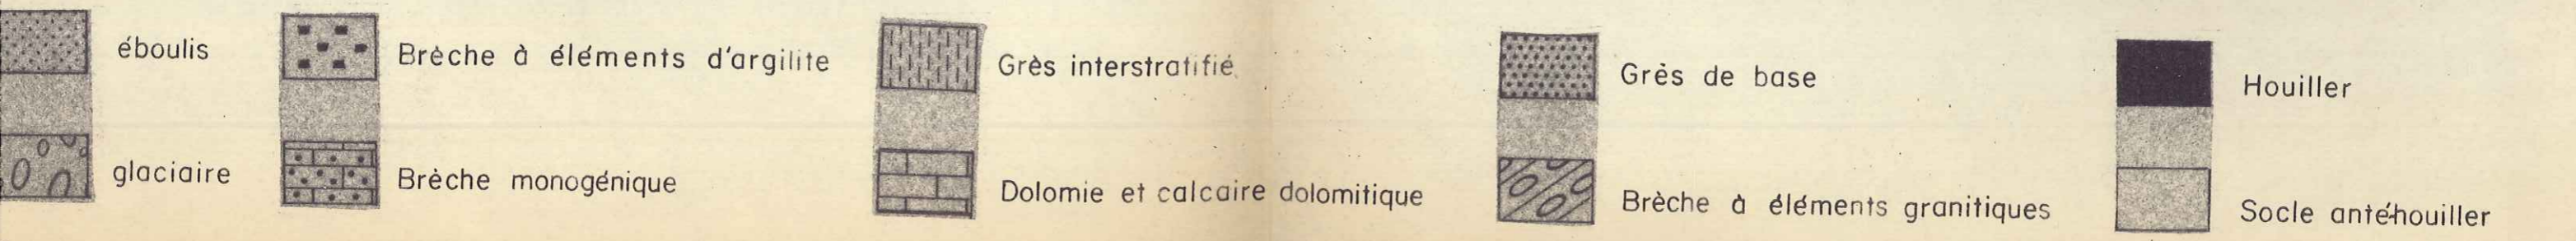 éboulis
glaciaire
Brèche à éléments d'argilite
Brèche monogénique
Grès interstratifié
Dolomie et calcaire dolomitique
Grès de base
Brèche à éléments granitiques
Houiller
Socle antéhouiller